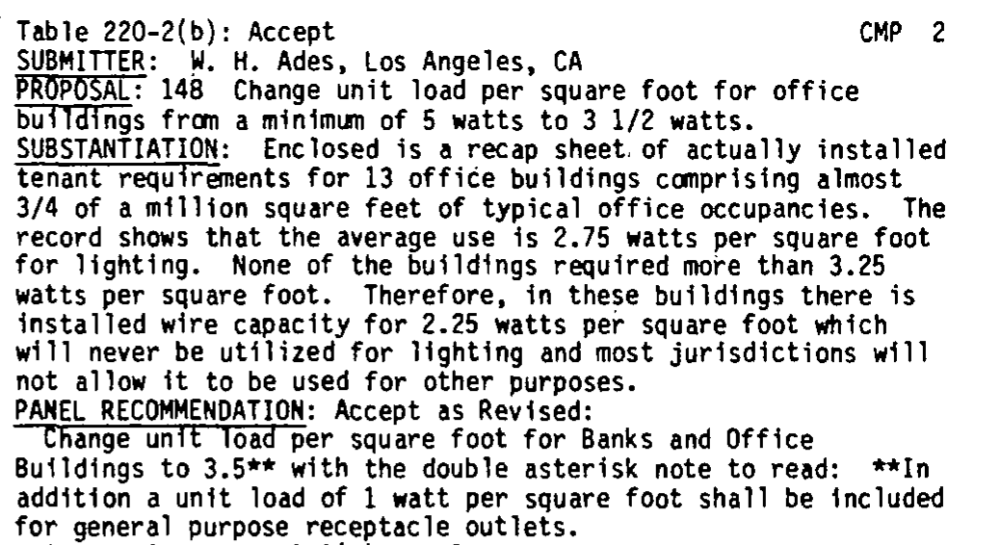 Table 220-2(b): Accept CMP 2
SUBMITTER: W. H. Ades, Los Angeles, CA
PROPOSAL: 148 Change unit load per square foot for office
buildings from a minimum of 5 watts to 3 1/2 watts.
SUBSTANTIATION: Enclosed is a recap sheet of actually installed
tenant requirements for 13 office buildings comprising almost
3/4 of a million square feet of typical office occupancies. The
record shows that the average use is 2.75 watts per square foot
for lighting. None of the buildings required more than 3.25
watts per square foot. Therefore, in these buildings there is
installed wire capacity for 2.25 watts per square foot which
will never be utilized for lighting and most jurisdictions will
not allow it to be used for other purposes.
PANEL RECOMMENDATION: Accept as Revised:
Change unit load per square foot for Banks and Office
Buildings to 3.5** with the double asterisk note to read: **In
addition a unit load of 1 watt per square foot shall be included
for general purpose receptacle outlets.